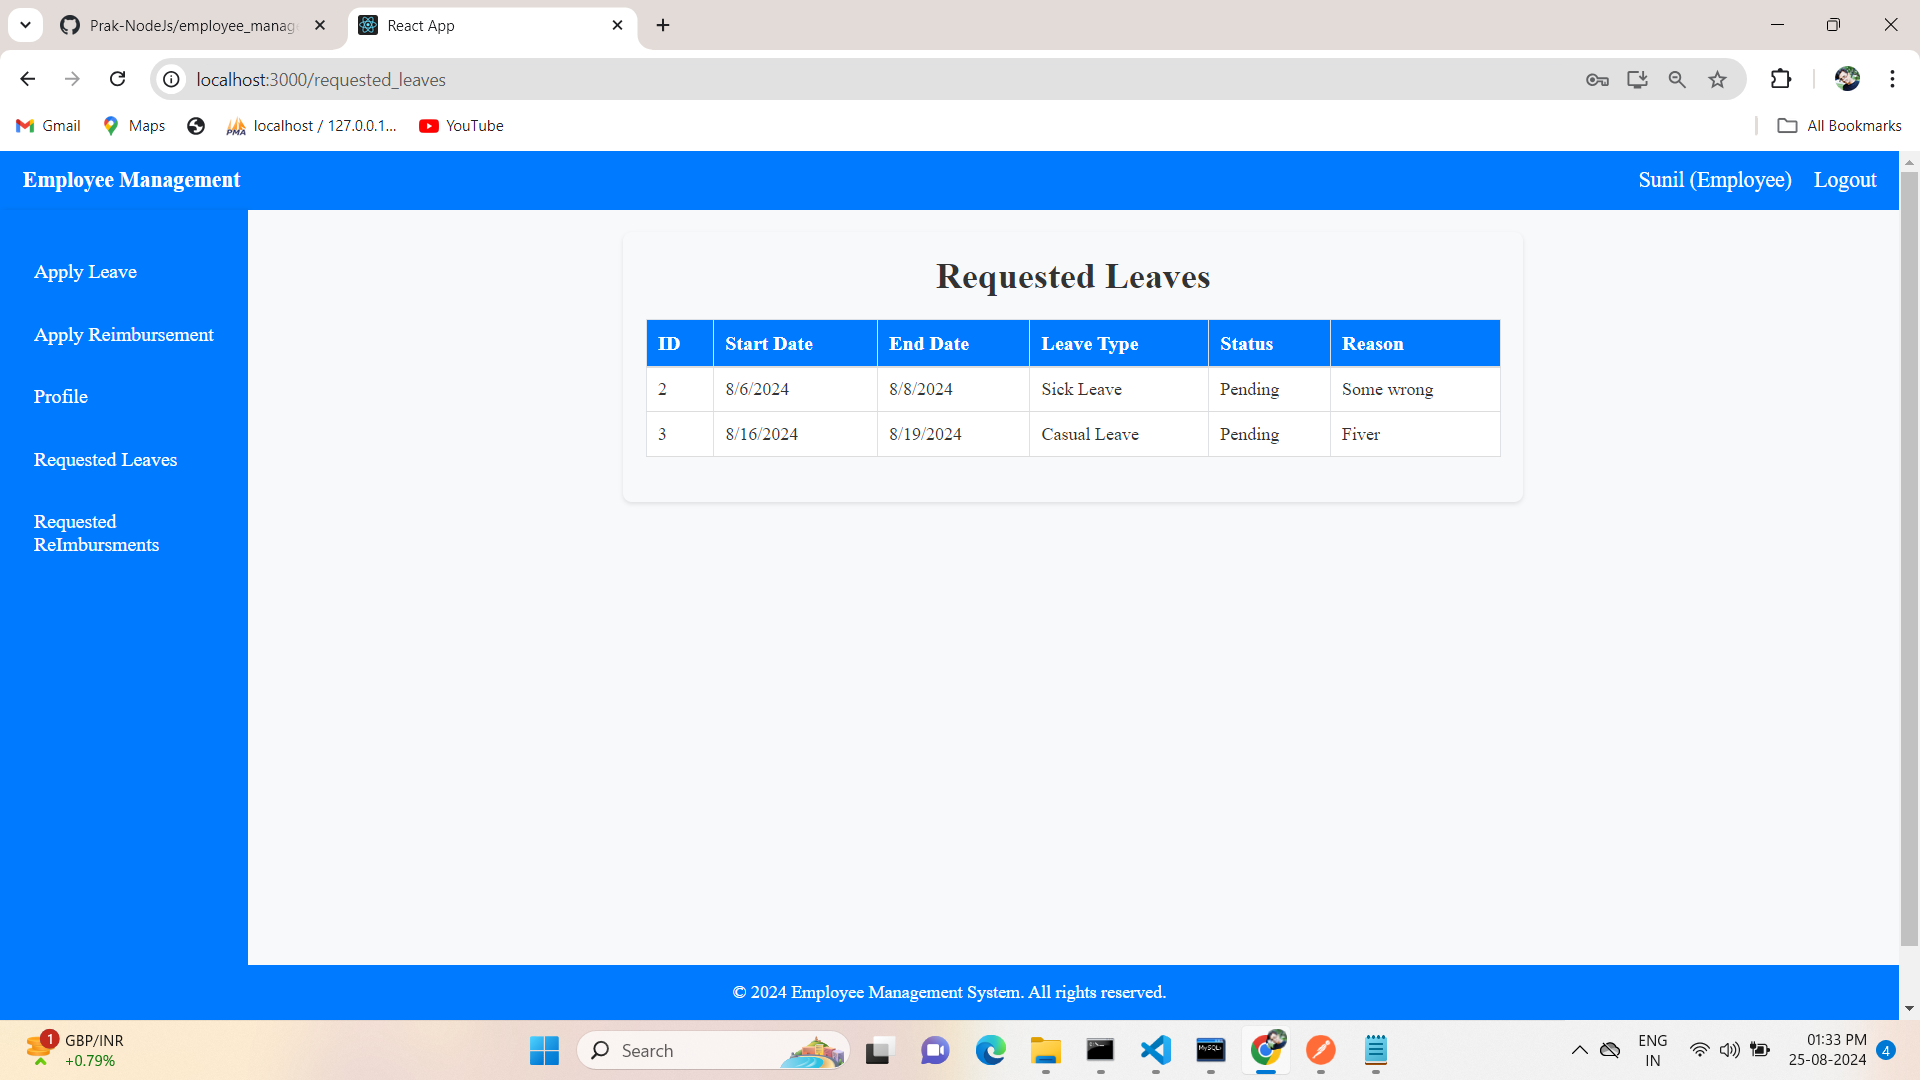 Prak-NodeJs/employee_manag
React App
localhost:3000/requested_leaves
Gmail
Maps
PMA
localhost / 127.0.0.1...
YouTube
All Bookmarks
Employee Management
Sunil (Employee)
Logout
Apply Leave
Apply Reimbursement
Profile
Requested Leaves
Requested
ReImbursments
Requested Leaves
ID Start Date End Date Leave Type Status Reason
2 8/6/2024 8/8/2024 Sick Leave Pending Some wrong
3 8/16/2024 8/19/2024 Casual Leave Pending Fiver
© 2024 Employee Management System. All rights reserved.
1
GBP/INR
+0.79%
Search
MySQL
ENG
IN
01:33 PM
25-08-2024
4